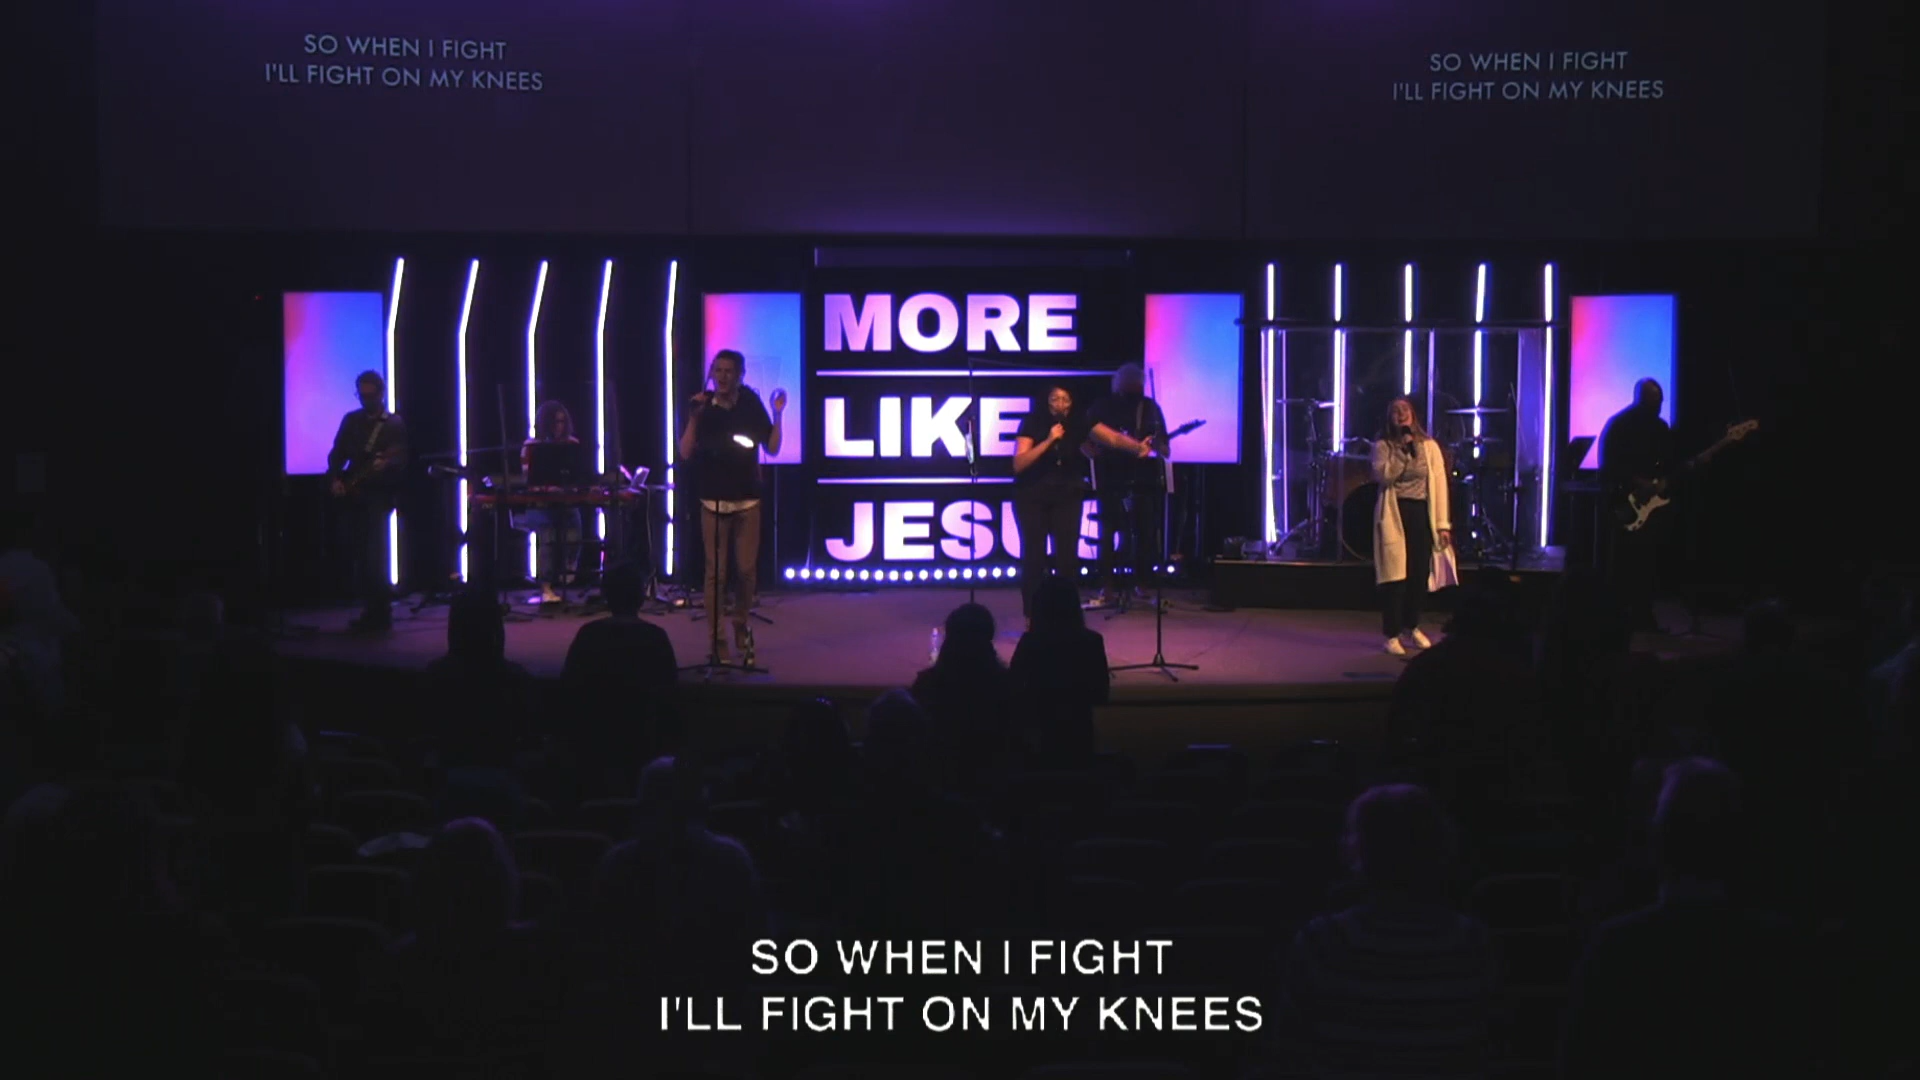 SO WHEN I FIGHT
I'LL FIGHT ON MY KNEES
SO WHEN I FIGHT
I'LL FIGHT ON MY KNEES
MORE
LIKE
JESUS
SO WHEN I FIGHT
I'LL FIGHT ON MY KNEES